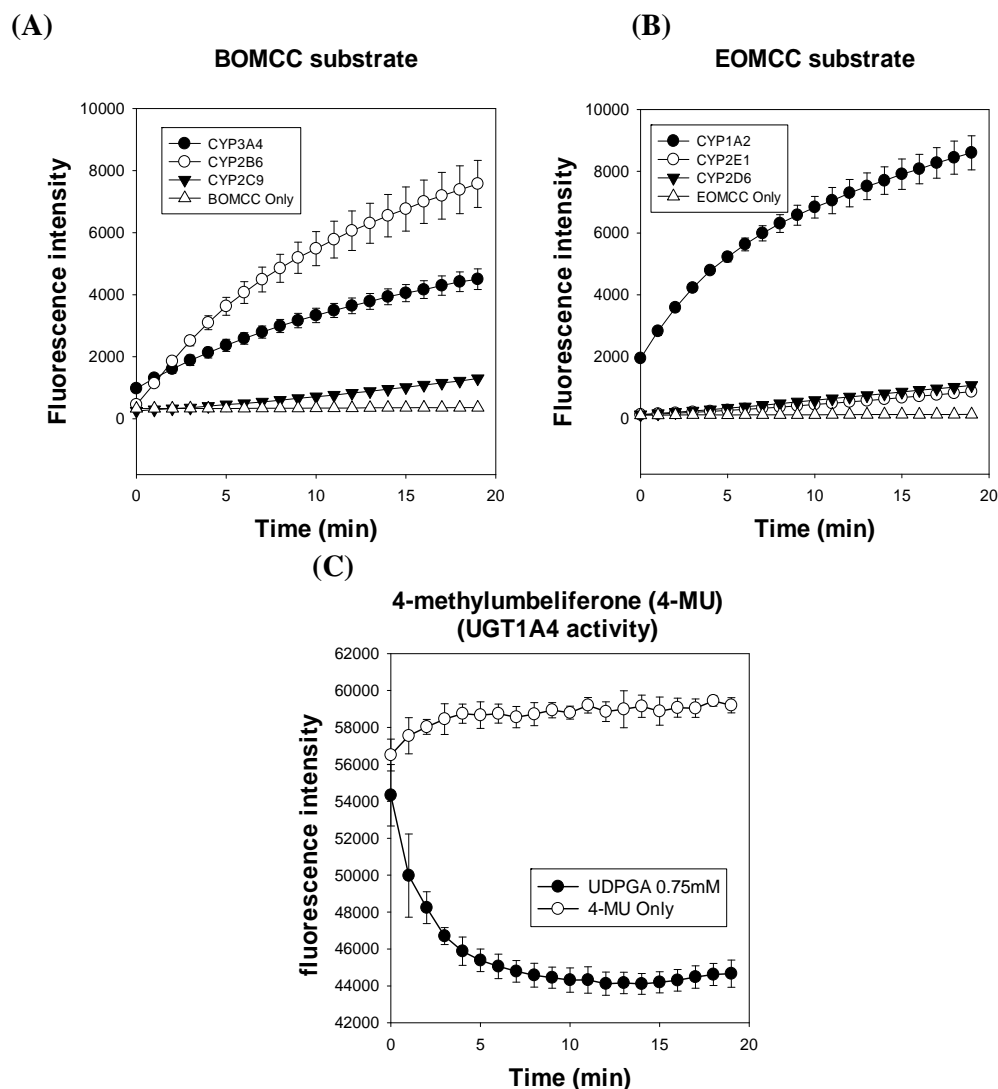 (A)
BOMCC substrate
Fluorescence intensity
10000
8000
6000
4000
2000
0
CYP3A4
CYP2B6
CYP2C9
BOMCC Only
0 5 10 15 20
Time (min)
(B)
EOMCC substrate
Fluorescence intensity
10000
8000
6000
4000
2000
0
CYP1A2
CYP2E1
CYP2D6
EOMCC Only
0 5 10 15 20
Time (min)
(C)
4-methylumbeliferone (4-MU)
(UGT1A4 activity)
fluorescence intensity
62000
60000
58000
56000
54000
52000
50000
48000
46000
44000
42000
UDPGA 0.75mM
4-MU Only
0 5 10 15 20
Time (min)